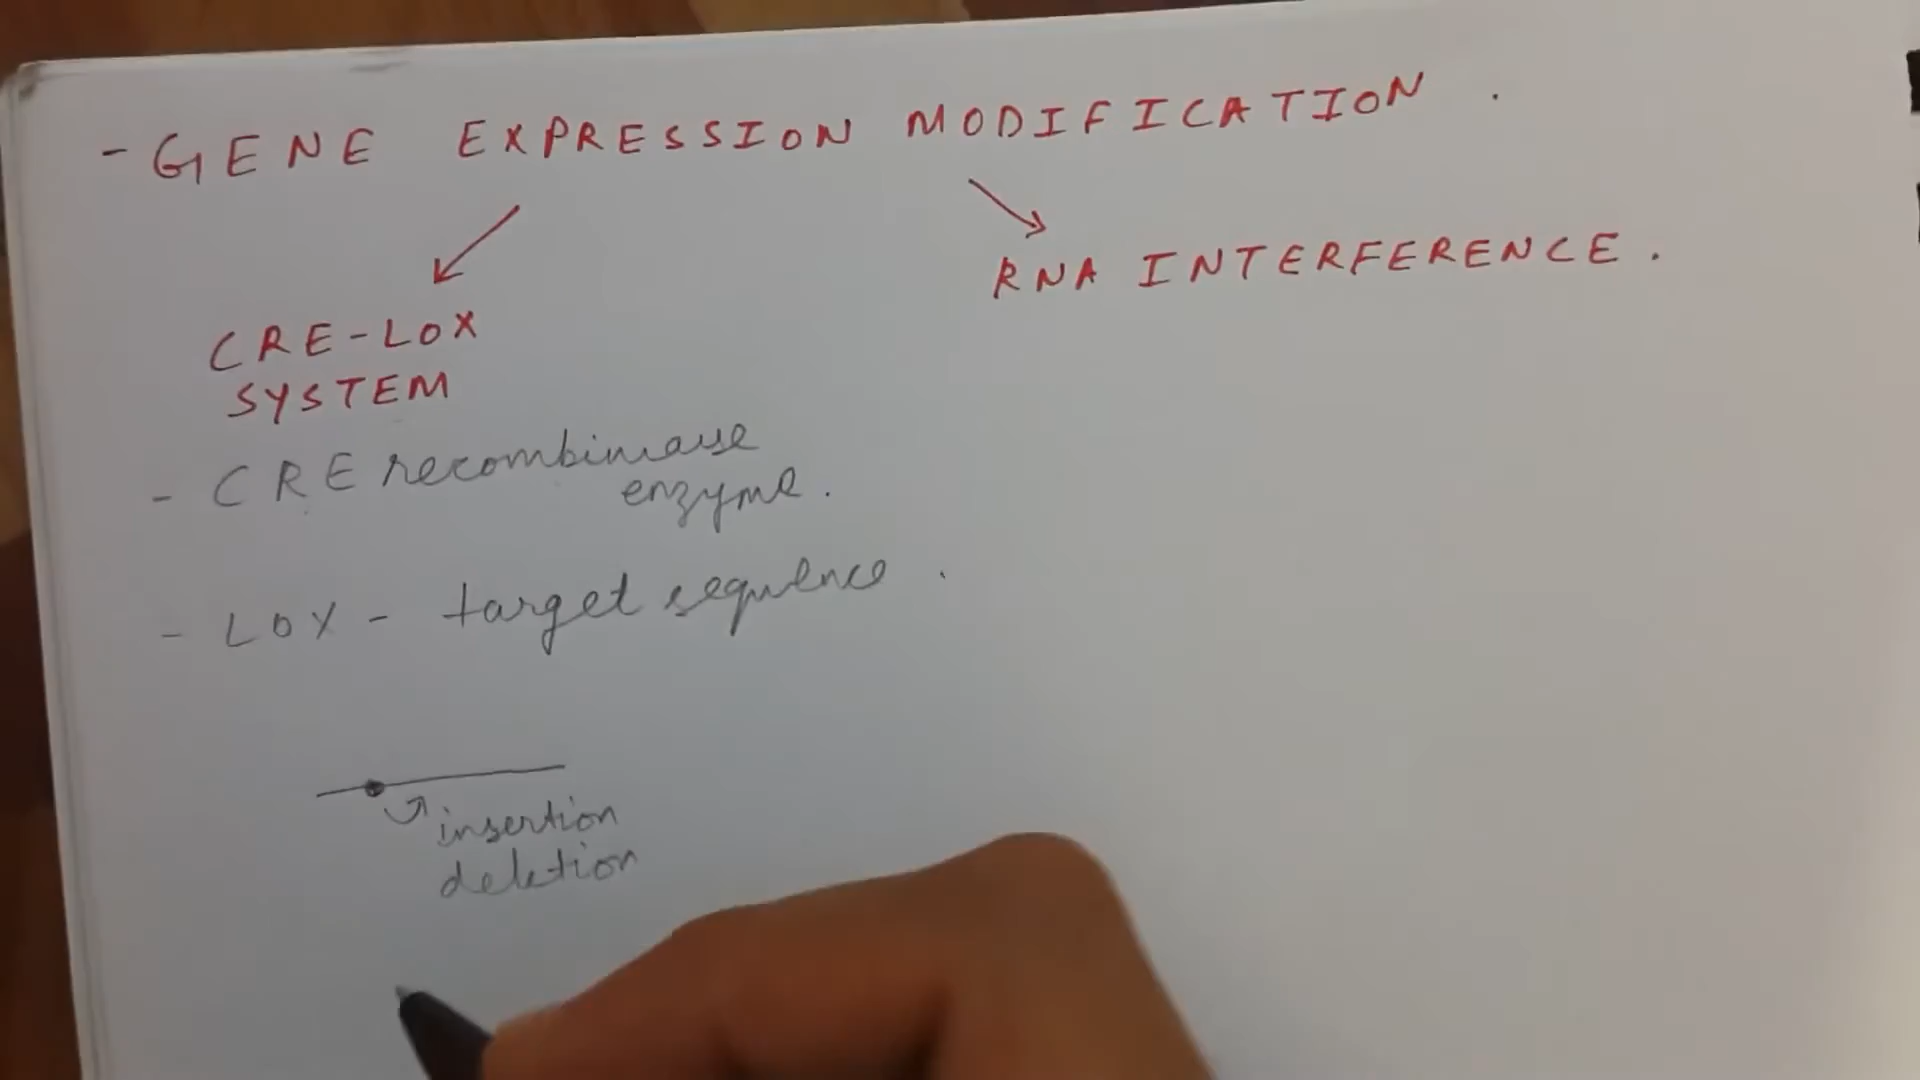 - GENE EXPRESSION MODIFICATION .
CRE-LOX
SYSTEM
RNA INTERFERENCE .
- CRE recombinase
enzyme .
- LOX - target sequence .
insertion
deletion